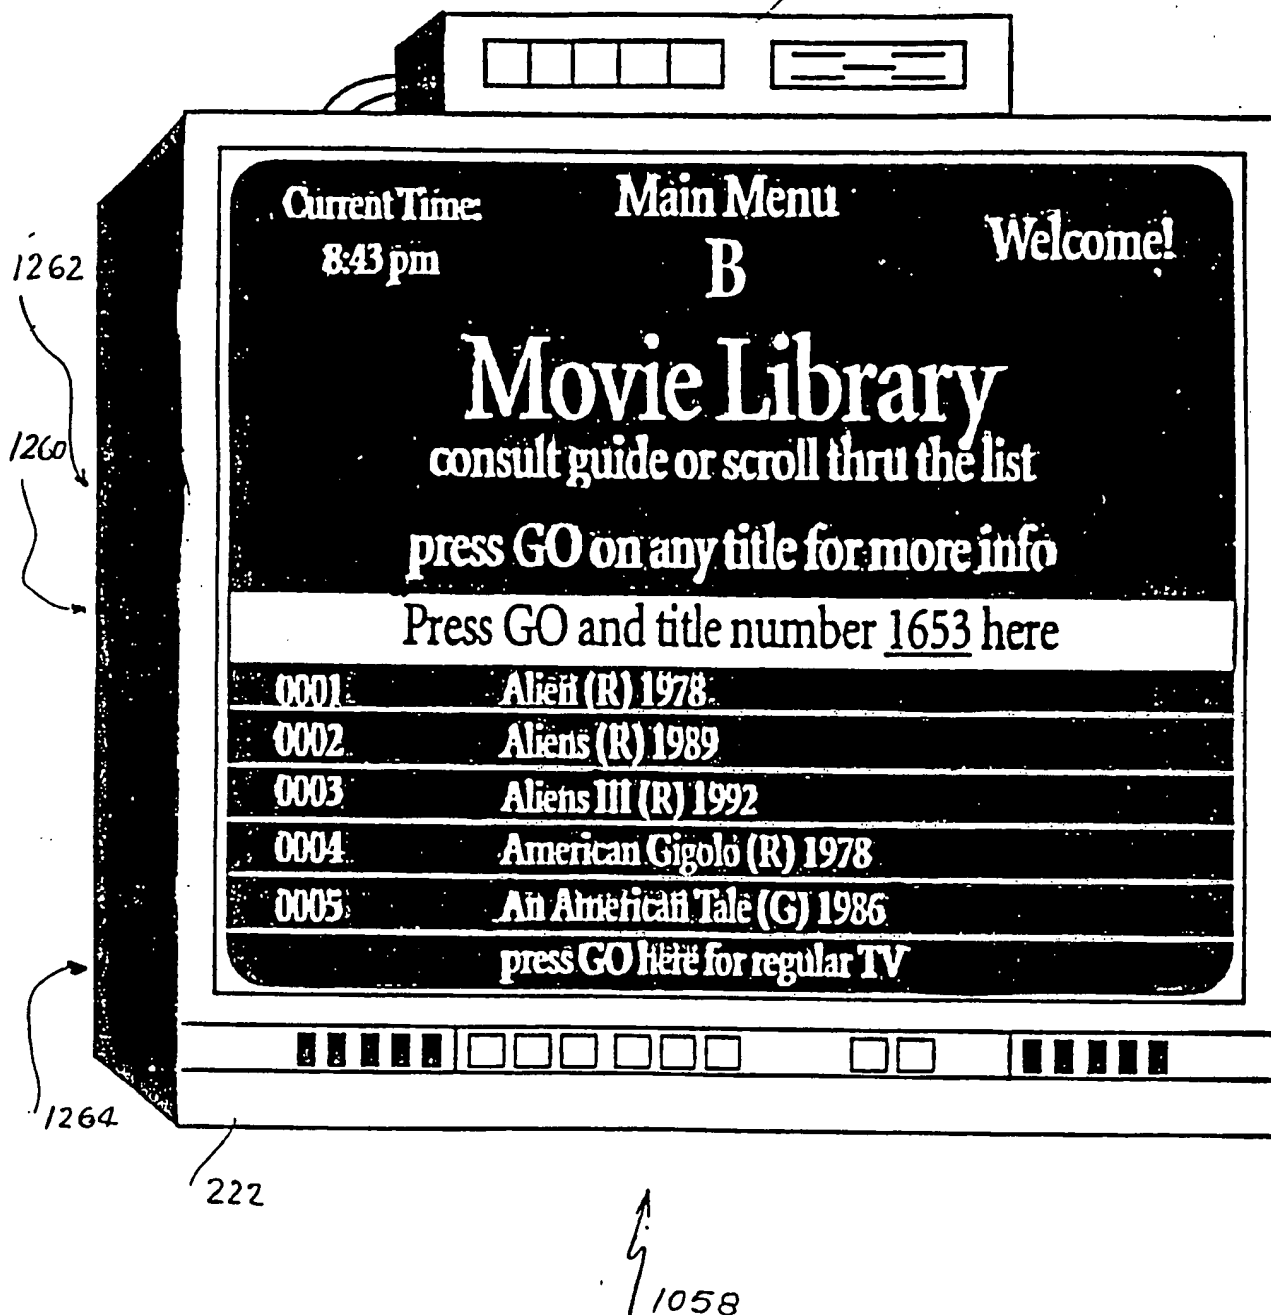 Current Time:
8:43 pm
Main Menu
B
Welcome!
Movie Library
consult guide or scroll thru the list
press GO on any title for more info
Press GO and title number 1653 here
0001 Alien (R) 1978
0002 Aliens (R) 1989
0003 Aliens III (R) 1992
0004 American Gigolo (R) 1978
0005 An American Tale (G) 1986
press GO here for regular TV
1262
1260
1264
222
1058